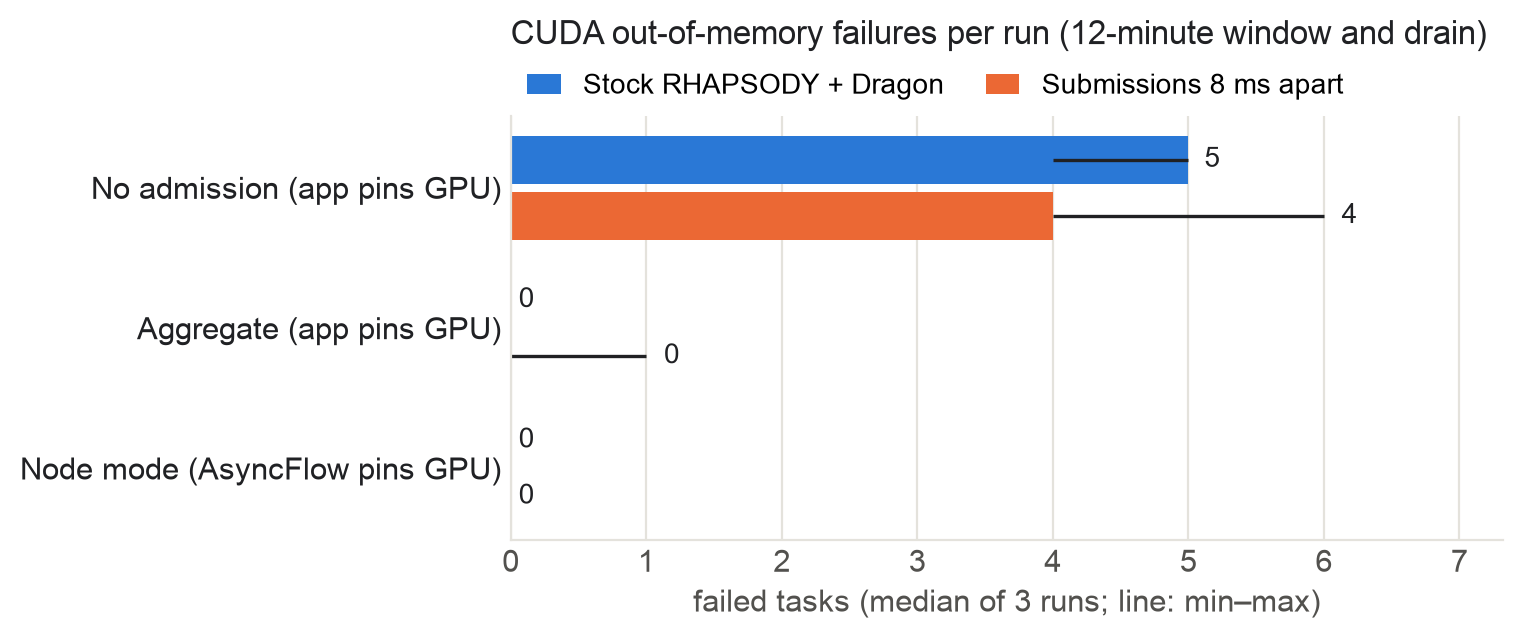 CUDA out-of-memory failures per run (12-minute window and drain)
Stock RHAPSODY + Dragon
Submissions 8 ms apart
No admission (app pins GPU)
5
4
Aggregate (app pins GPU)
0
0
Node mode (AsyncFlow pins GPU)
0
0
0 1 2 3 4 5 6 7
failed tasks (median of 3 runs; line: min–max)